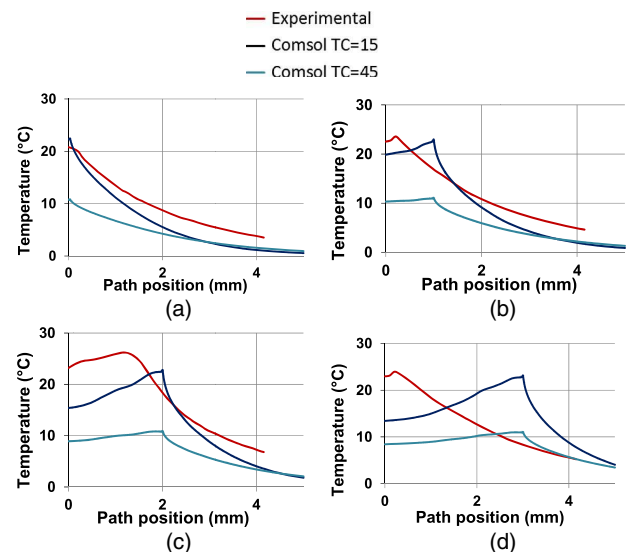 Experimental
Comsol TC=15
Comsol TC=45
30
20
10
0
Temperature (°C)
0 2 4
Path position (mm)
(a)
30
20
10
0
Temperature (°C)
0 2 4
Path position (mm)
(b)
30
20
10
0
Temperature (°C)
0 2 4
Path position (mm)
(c)
30
20
10
0
Temperature (°C)
0 2 4
Path position (mm)
(d)